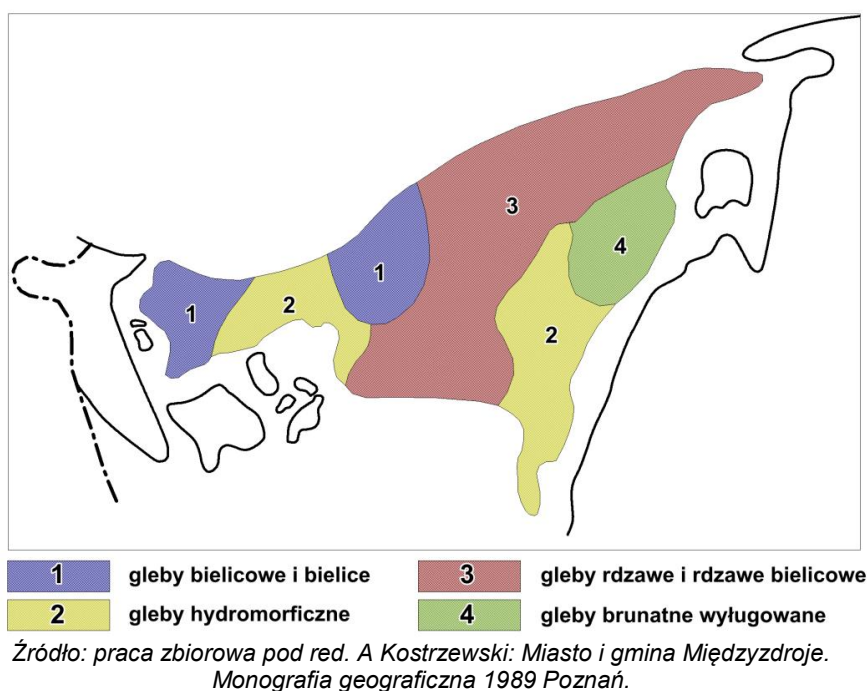 3
4
1
2
1
2
1 gleby bielicowe i bielice
3 gleby rdzawe i rdzawe bielicowe
2 gleby hydromorficzne
4 gleby brunatne wyługowane
Źródło: praca zbiorowa pod red. A Kostrzewski: Miasto i gmina Międzyzdroje.
Monografia geograficzna 1989 Poznań.